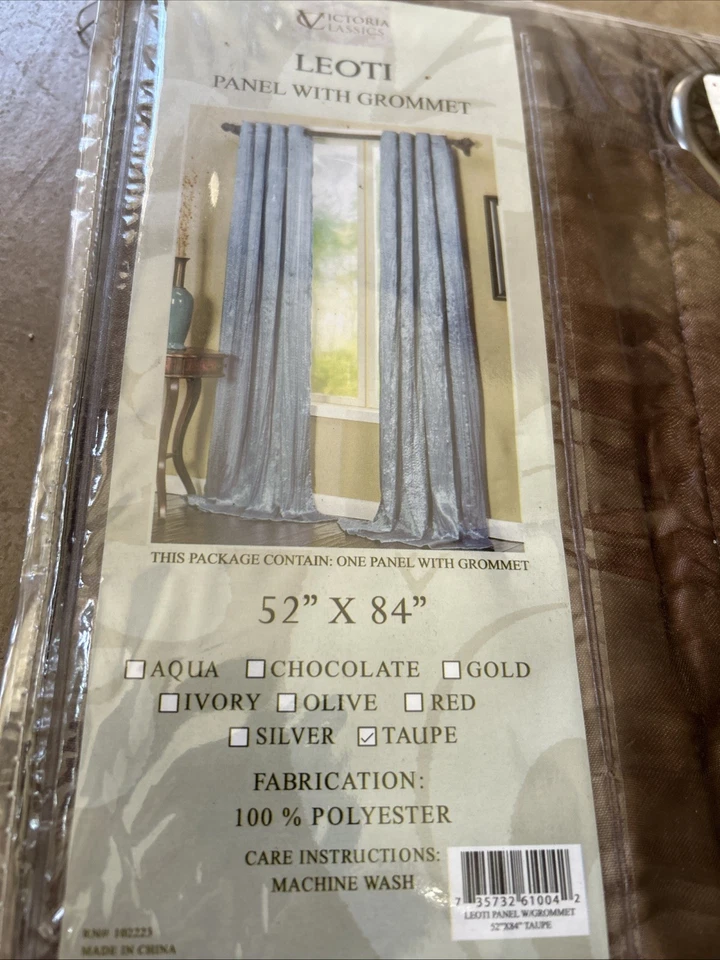 VICTORIA
CLASSICS
LEOTI
PANEL WITH GROMMET
THIS PACKAGE CONTAIN: ONE PANEL WITH GROMMET
52” X 84”
☐ AQUA ☐ CHOCOLATE ☐ GOLD
☐ IVORY ☐ OLIVE ☐ RED
☐ SILVER ☑ TAUPE
FABRICATION:
100 % POLYESTER
CARE INSTRUCTIONS:
MACHINE WASH
7 35732 61004 2
LEOTI PANEL W/GROMMET
52"X84" TAUPE
RN# 102223
MADE IN CHINA